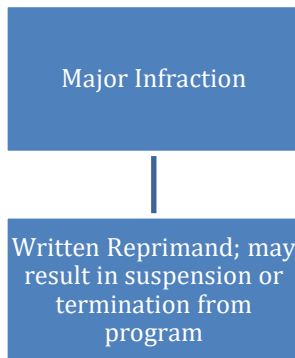 Major Infraction
Written Reprimand; may
result in suspension or
termination from
program